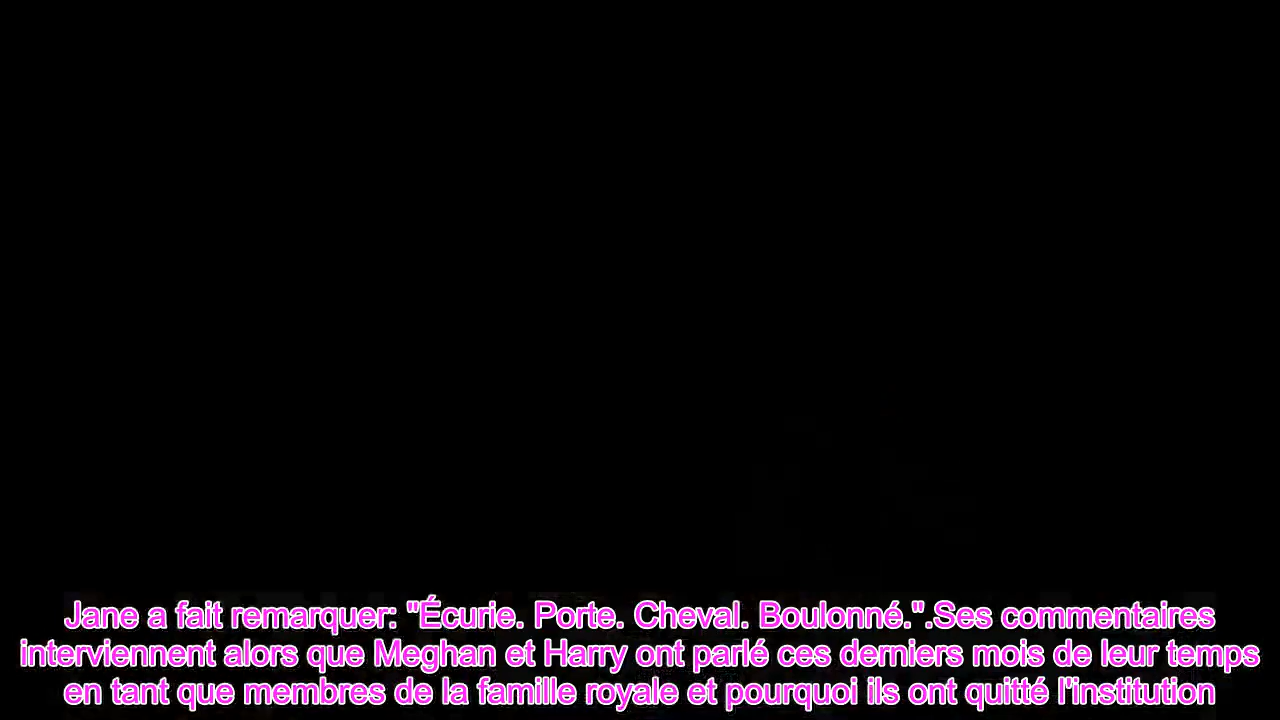 Jane a fait remarquer: "Écurie. Porte. Cheval. Boulonné.".Ses commentaires
interviennent alors que Meghan et Harry ont parlé ces derniers mois de leur temps
en tant que membres de la famille royale et pourquoi ils ont quitté l'institution